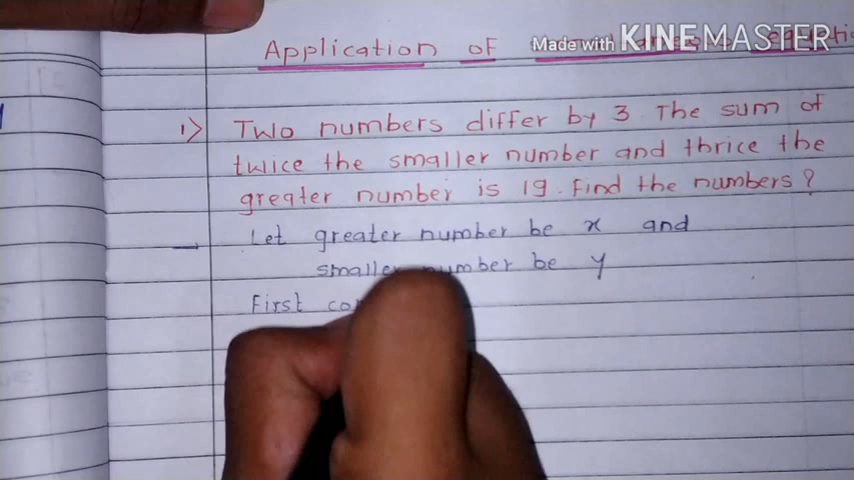 Application of
Made with KINEMASTER
1) Two numbers differ by 3. The sum of
twice the smaller number and thrice the
greater number is 19. Find the numbers?
→ Let greater number be x and
smaller number be y
First